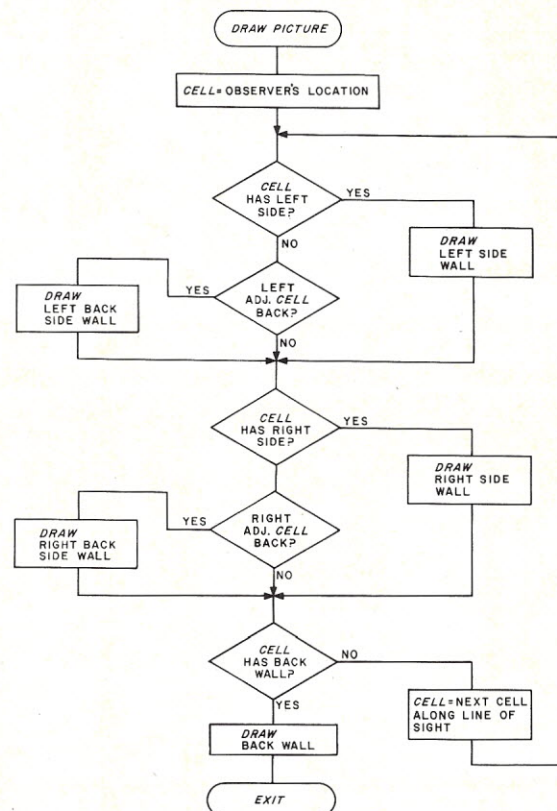 DRAW PICTURE
CELL=OBSERVER'S LOCATION
CELL
HAS LEFT
SIDE?
YES
NO
DRAW
LEFT SIDE
WALL
LEFT
ADJ. CELL
BACK?
YES
NO
DRAW
LEFT BACK
SIDE WALL
CELL
HAS RIGHT
SIDE?
YES
DRAW
RIGHT SIDE
WALL
RIGHT
ADJ. CELL
BACK?
YES
NO
DRAW
RIGHT BACK
SIDE WALL
CELL
HAS BACK
WALL?
NO
YES
CELL=NEXT CELL
ALONG LINE OF
SIGHT
DRAW
BACK WALL
EXIT